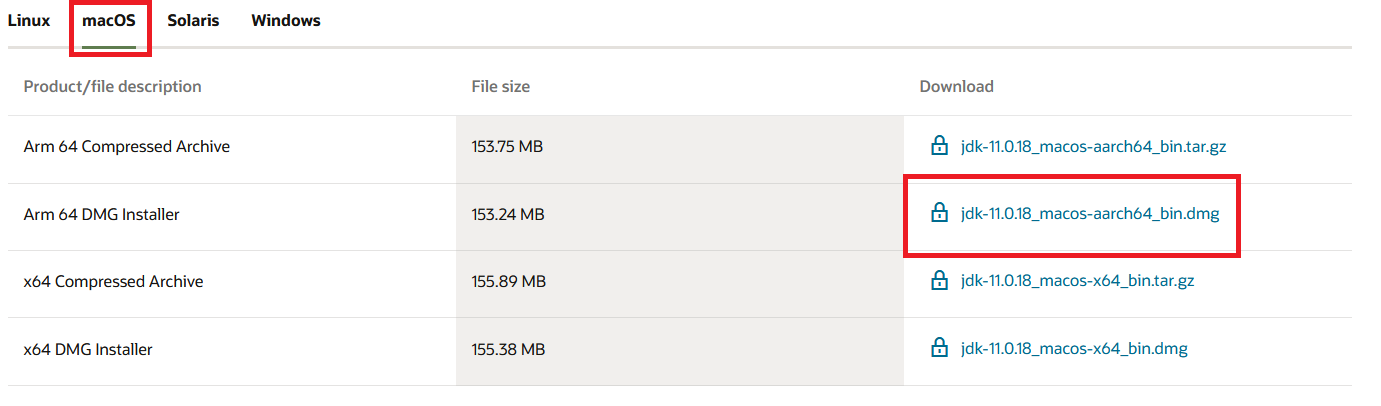 Linux macOS Solaris Windows
Product/file description File size Download
Arm 64 Compressed Archive 153.75 MB jdk-11.0.18_macos-aarch64_bin.tar.gz
Arm 64 DMG Installer 153.24 MB jdk-11.0.18_macos-aarch64_bin.dmg
x64 Compressed Archive 155.89 MB jdk-11.0.18_macos-x64_bin.tar.gz
x64 DMG Installer 155.38 MB jdk-11.0.18_macos-x64_bin.dmg